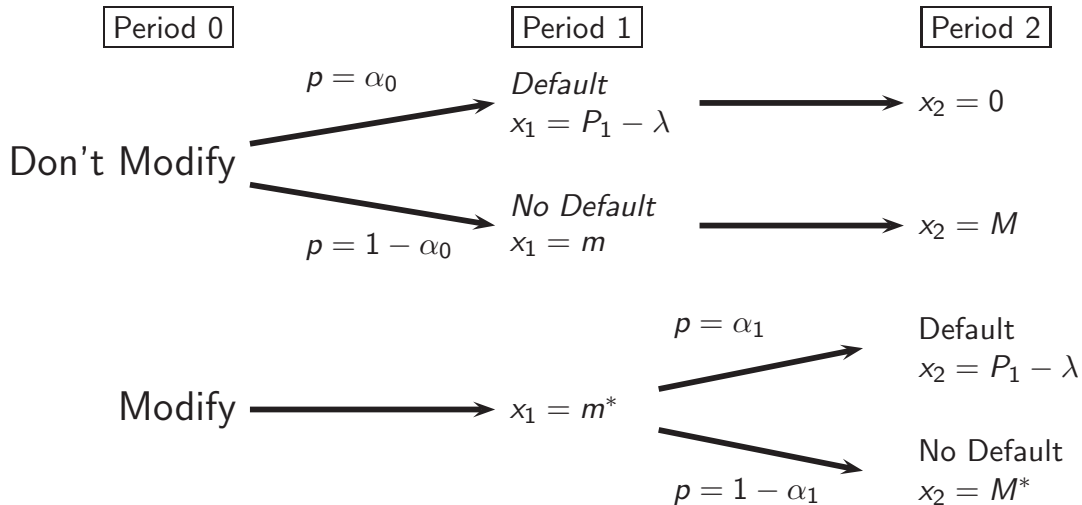 Period 0
Period 1
Period 2
p = α₀
Default
x₁ = P₁ − λ
x₂ = 0
Don't Modify
p = 1 − α₀
No Default
x₁ = m
x₂ = M
p = α₁
Default
x₂ = P₁ − λ
Modify
x₁ = m*
p = 1 − α₁
No Default
x₂ = M*